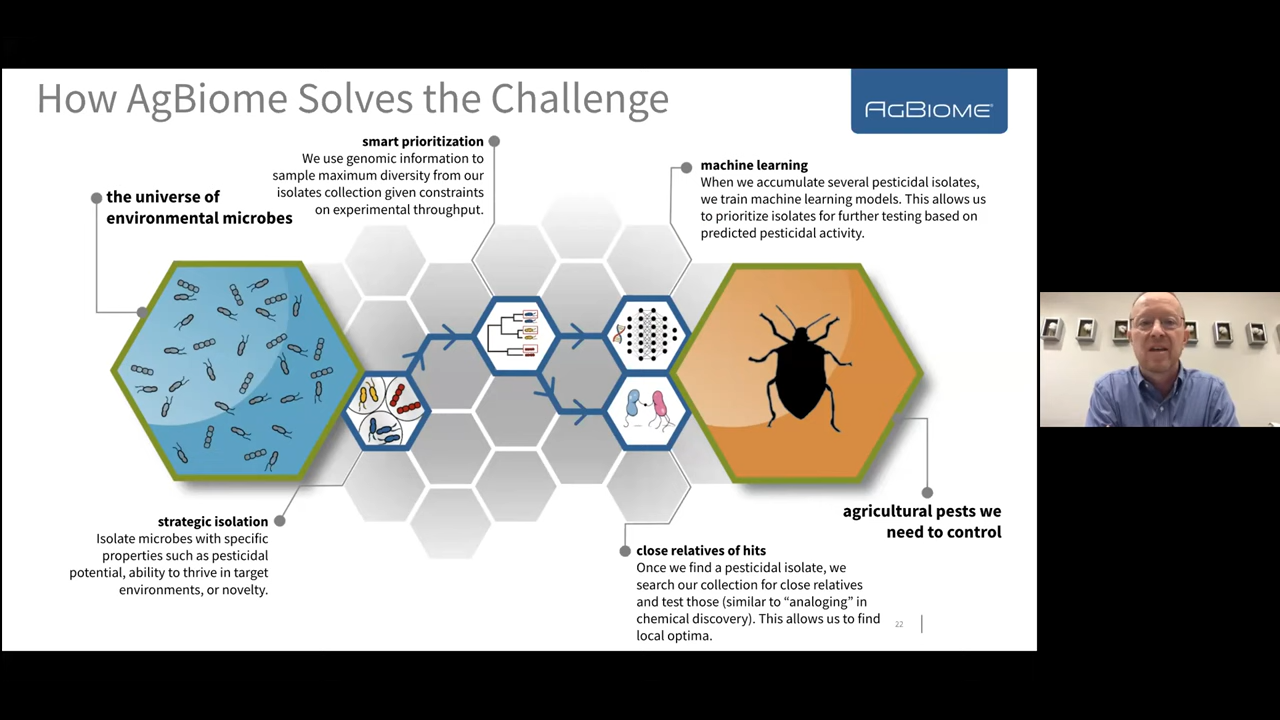 How AgBiome Solves the Challenge
AGBIOME
smart prioritization
We use genomic information to
sample maximum diversity from our
isolates collection given constraints
on experimental throughput.
machine learning
When we accumulate several pesticidal isolates,
we train machine learning models. This allows us
to prioritize isolates for further testing based on
predicted pesticidal activity.
the universe of
environmental microbes
strategic isolation
Isolate microbes with specific
properties such as pesticidal
potential, ability to thrive in target
environments, or novelty.
agricultural pests we
need to control
close relatives of hits
Once we find a pesticidal isolate, we
search our collection for close relatives
and test those (similar to “analoging” in
chemical discovery). This allows us to find
local optima.
22